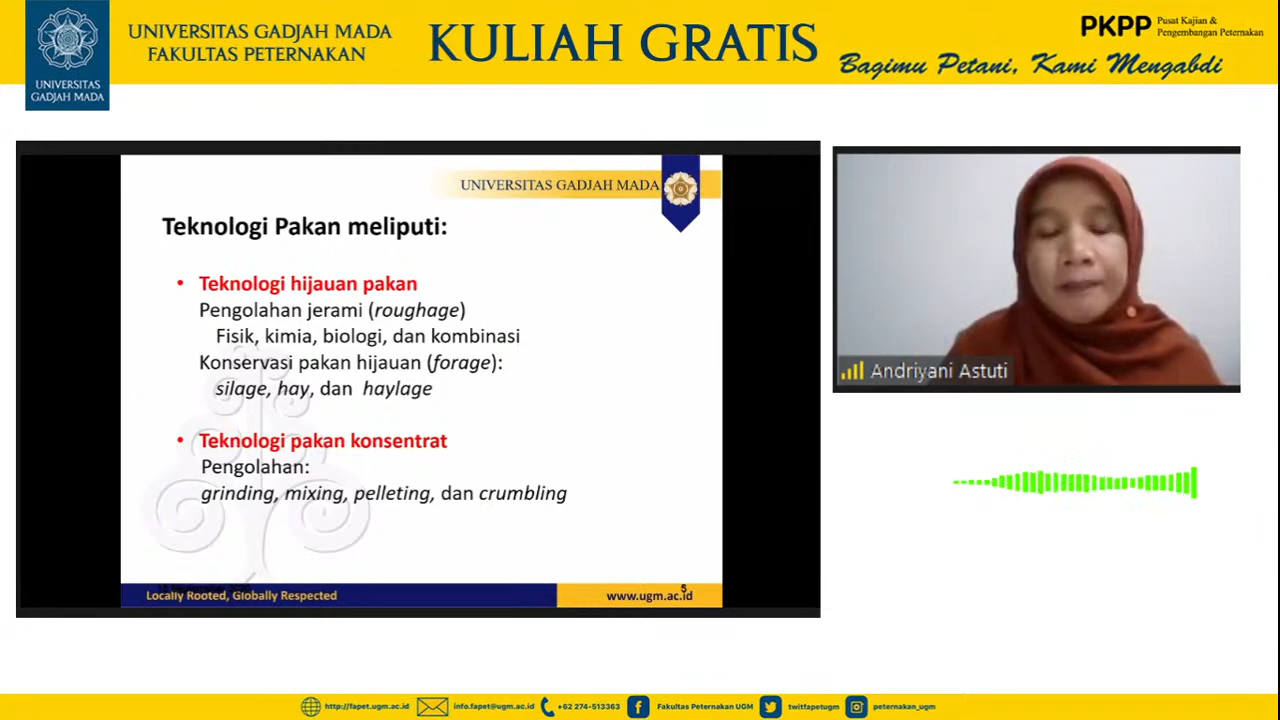 UNIVERSITAS
GADJAH MADA
UNIVERSITAS GADJAH MADA
FAKULTAS PETERNAKAN
KULIAH GRATIS
PKPP
Pusat Kajian &
Pengembangan Peternakan
Bagimu Petani, Kami Mengabdi
UNIVERSITAS GADJAH MADA
Teknologi Pakan meliputi:
• Teknologi hijauan pakan
Pengolahan jerami (roughage)
Fisik, kimia, biologi, dan kombinasi
Konservasi pakan hijauan (forage):
silage, hay, dan haylage
• Teknologi pakan konsentrat
Pengolahan:
grinding, mixing, pelleting, dan crumbling
5
Locally Rooted, Globally Respected
www.ugm.ac.id
Andriyani Astuti
http://fapet.ugm.ac.id
info.fapet@ugm.ac.id
+62 274-513363
Fakultas Peternakan UGM
twitfapetugm
peternakan_ugm